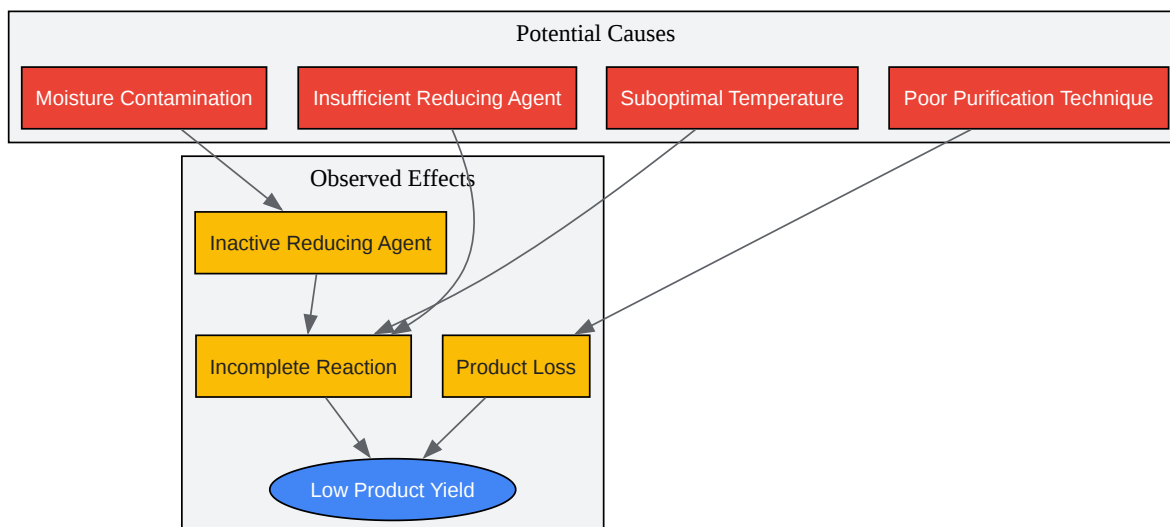 Potential Causes
Moisture Contamination
Insufficient Reducing Agent
Suboptimal Temperature
Poor Purification Technique
Observed Effects
Inactive Reducing Agent
Incomplete Reaction
Product Loss
Low Product Yield